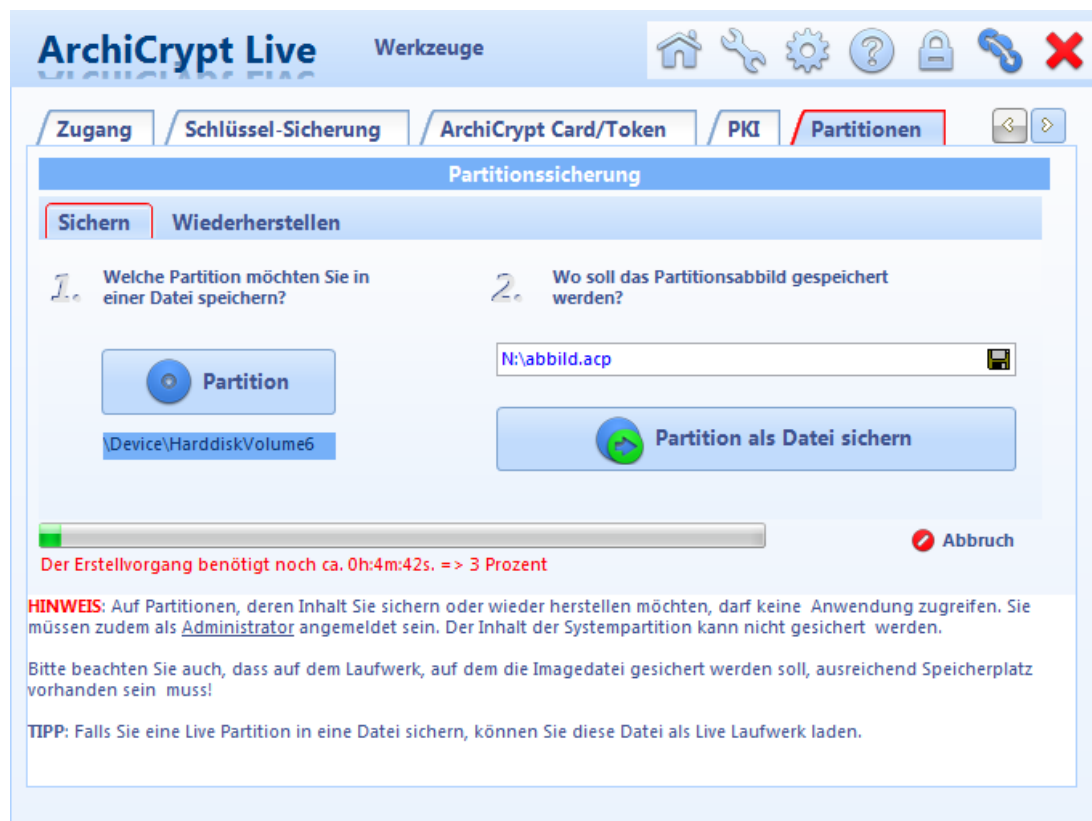 ArchiCrypt Live
Werkzeuge
Zugang
Schlüssel-Sicherung
ArchiCrypt Card/Token
PKI
Partitionen
Partitionssicherung
Sichern
Wiederherstellen
1. Welche Partition möchten Sie in
einer Datei speichern?
2. Wo soll das Partitionsabbild gespeichert
werden?
Partition
\Device\HarddiskVolume6
N:\abbild.acp
Partition als Datei sichern
Abbruch
Der Erstellvorgang benötigt noch ca. 0h:4m:42s. => 3 Prozent
HINWEIS: Auf Partitionen, deren Inhalt Sie sichern oder wieder herstellen möchten, darf keine Anwendung zugreifen. Sie
müssen zudem als Administrator angemeldet sein. Der Inhalt der Systempartition kann nicht gesichert werden.
Bitte beachten Sie auch, dass auf dem Laufwerk, auf dem die Imagedatei gesichert werden soll, ausreichend Speicherplatz
vorhanden sein muss!
TIPP: Falls Sie eine Live Partition in eine Datei sichern, können Sie diese Datei als Live Laufwerk laden.